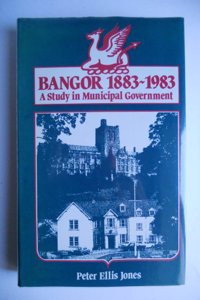 BANGOR 1883-1983
A Study in Municipal Government
Peter Ellis Jones